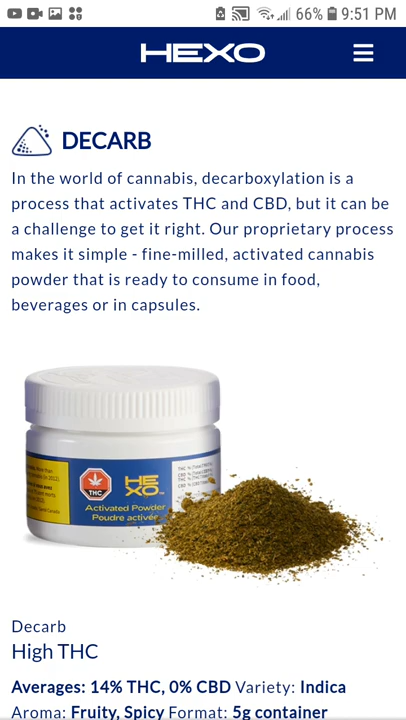 66% 9:51 PM
HEXO
DECARB
In the world of cannabis, decarboxylation is a
process that activates THC and CBD, but it can be
a challenge to get it right. Our proprietary process
makes it simple - fine-milled, activated cannabis
powder that is ready to consume in food,
beverages or in capsules.
THC
HE
XO
Activated Powder
Poudre activée
Decarb
High THC
Averages: 14% THC, 0% CBD Variety: Indica
Aroma: Fruity, Spicy Format: 5g container